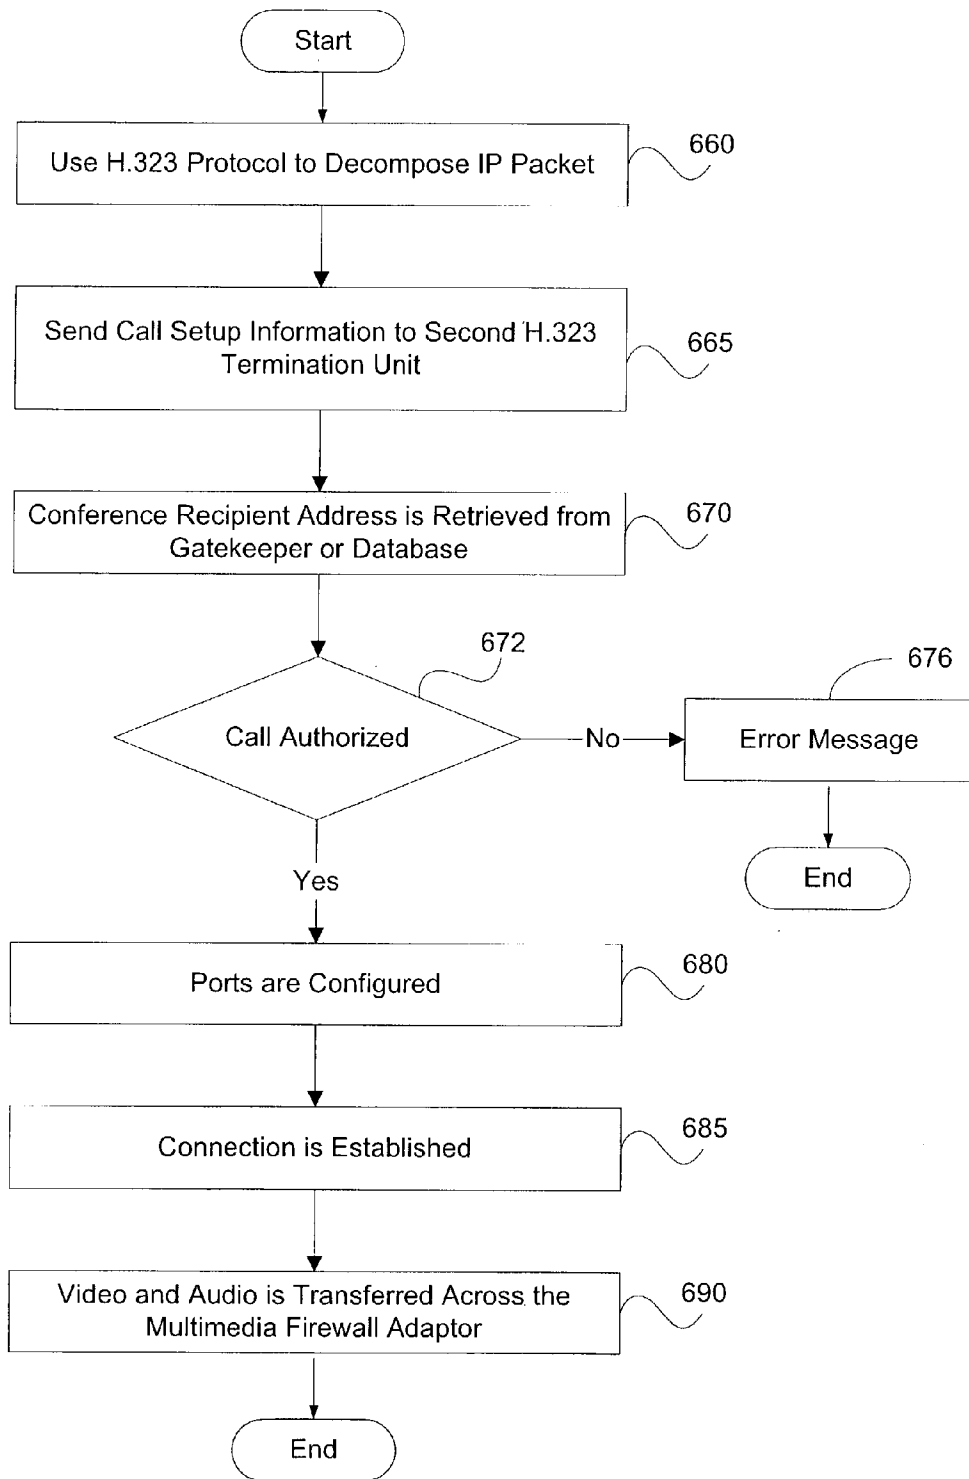 Start
Use H.323 Protocol to Decompose IP Packet
660
Send Call Setup Information to Second H.323
Termination Unit
665
Conference Recipient Address is Retrieved from
Gatekeeper or Database
670
672
Call Authorized
No
676
Error Message
End
Yes
Ports are Configured
680
Connection is Established
685
Video and Audio is Transferred Across the
Multimedia Firewall Adaptor
690
End